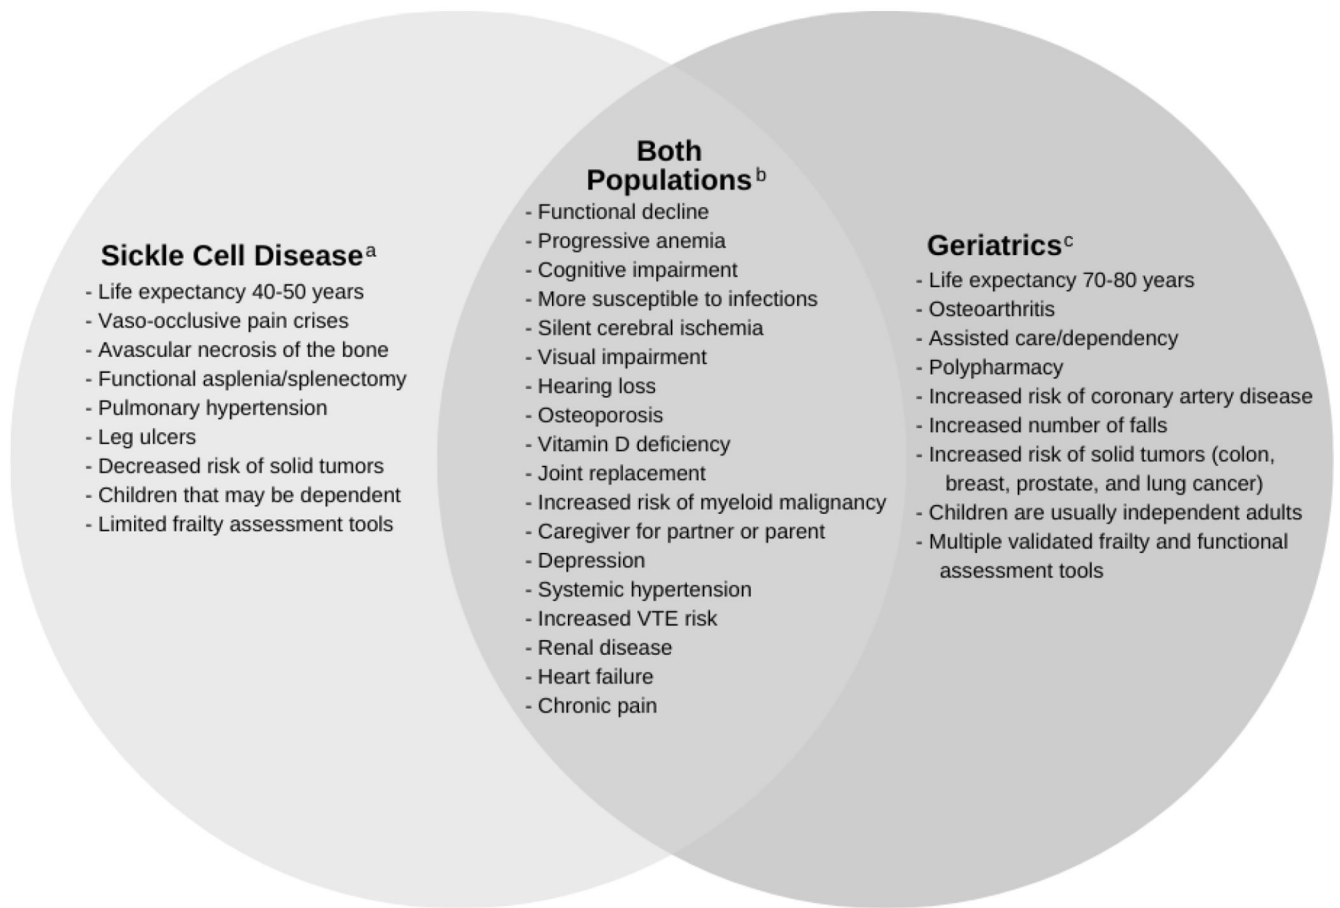 Sickle Cell Diseaseᵃ
- Life expectancy 40-50 years
- Vaso-occlusive pain crises
- Avascular necrosis of the bone
- Functional asplenia/splenectomy
- Pulmonary hypertension
- Leg ulcers
- Decreased risk of solid tumors
- Children that may be dependent
- Limited frailty assessment tools
Both
Populationsᵇ
- Functional decline
- Progressive anemia
- Cognitive impairment
- More susceptible to infections
- Silent cerebral ischemia
- Visual impairment
- Hearing loss
- Osteoporosis
- Vitamin D deficiency
- Joint replacement
- Increased risk of myeloid malignancy
- Caregiver for partner or parent
- Depression
- Systemic hypertension
- Increased VTE risk
- Renal disease
- Heart failure
- Chronic pain
Geriatricsᶜ
- Life expectancy 70-80 years
- Osteoarthritis
- Assisted care/dependency
- Polypharmacy
- Increased risk of coronary artery disease
- Increased number of falls
- Increased risk of solid tumors (colon,
breast, prostate, and lung cancer)
- Children are usually independent adults
- Multiple validated frailty and functional
assessment tools